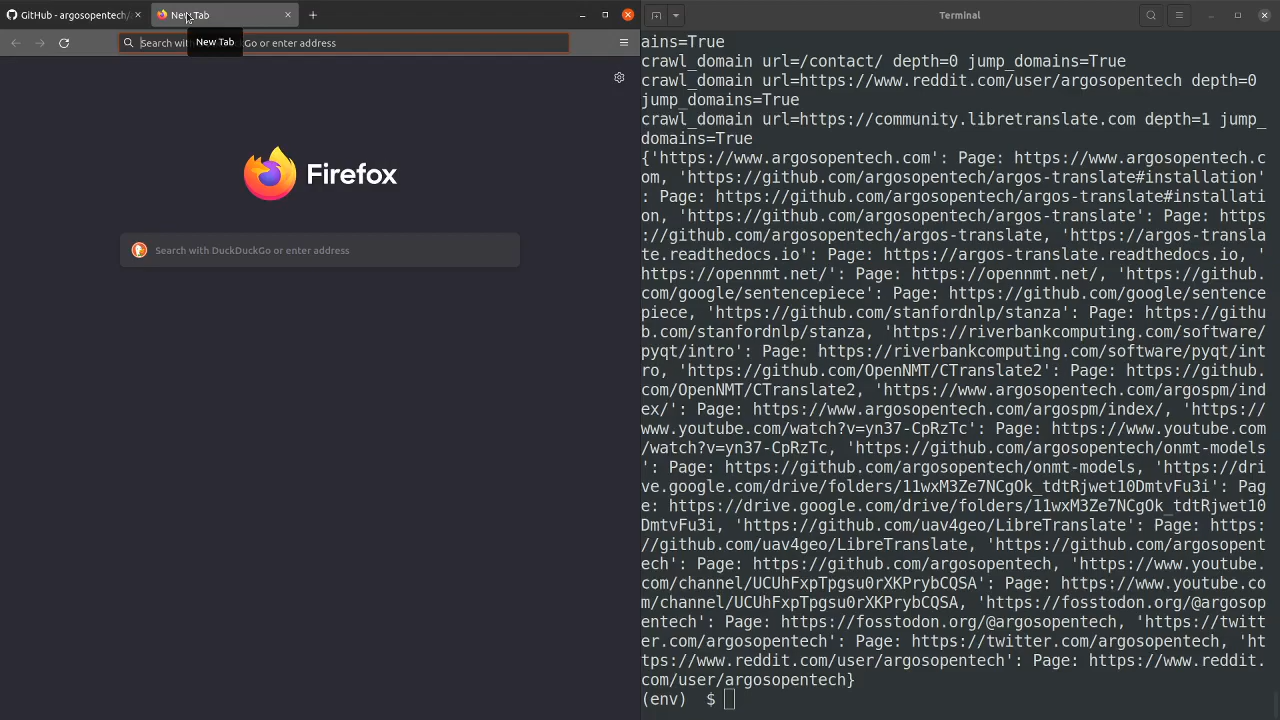 GitHub - argosopentech/
New Tab
Search with DuckDuckGo or enter address
New Tab
Firefox
Search with DuckDuckGo or enter address
Terminal
ains=True
crawl_domain url=/contact/ depth=0 jump_domains=True
crawl_domain url=https://www.reddit.com/user/argosopentech depth=0
jump_domains=True
crawl_domain url=https://community.libretranslate.com depth=1 jump_
domains=True
{'https://www.argosopentech.com': Page: https://www.argosopentech.c
om, 'https://github.com/argosopentech/argos-translate#installation'
: Page: https://github.com/argosopentech/argos-translate#installati
on, 'https://github.com/argosopentech/argos-translate': Page: https
://github.com/argosopentech/argos-translate, 'https://argos-transla
te.readthedocs.io': Page: https://argos-translate.readthedocs.io, '
https://opennmt.net/': Page: https://opennmt.net/, 'https://github.
com/google/sentencepiece': Page: https://github.com/google/sentence
piece, 'https://github.com/stanfordnlp/stanza': Page: https://githu
b.com/stanfordnlp/stanza, 'https://riverbankcomputing.com/software/
pyqt/intro': Page: https://riverbankcomputing.com/software/pyqt/int
ro, 'https://github.com/OpenNMT/CTranslate2': Page: https://github.
com/OpenNMT/CTranslate2, 'https://www.argosopentech.com/argospm/ind
ex/': Page: https://www.argosopentech.com/argospm/index/, 'https://
www.youtube.com/watch?v=yn37-CpRzTc': Page: https://www.youtube.com
/watch?v=yn37-CpRzTc, 'https://github.com/argosopentech/onmt-models
': Page: https://github.com/argosopentech/onmt-models, 'https://dri
ve.google.com/drive/folders/11wxM3Ze7NCgOk_tdtRjwet10DmtvFu3i': Pag
e: https://drive.google.com/drive/folders/11wxM3Ze7NCgOk_tdtRjwet10
DmtvFu3i, 'https://github.com/uav4geo/LibreTranslate': Page: https:
//github.com/uav4geo/LibreTranslate, 'https://github.com/argosopent
ech': Page: https://github.com/argosopentech, 'https://www.youtube.
com/channel/UCUhFxpTpgsu0rXKPrybCQSA': Page: https://www.youtube.co
m/channel/UCUhFxpTpgsu0rXKPrybCQSA, 'https://fosstodon.org/@argosop
entech': Page: https://fosstodon.org/@argosopentech, 'https://twitt
er.com/argosopentech': Page: https://twitter.com/argosopentech, 'ht
tps://www.reddit.com/user/argosopentech': Page: https://www.reddit.
com/user/argosopentech}
(env)  $